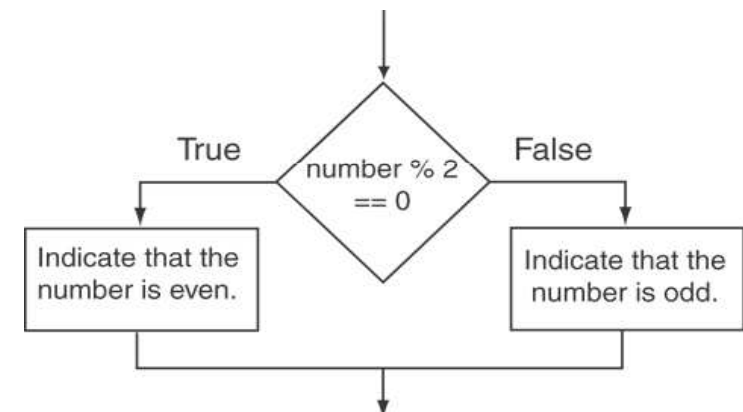 True
False
number % 2
== 0
Indicate that the
number is even.
Indicate that the
number is odd.